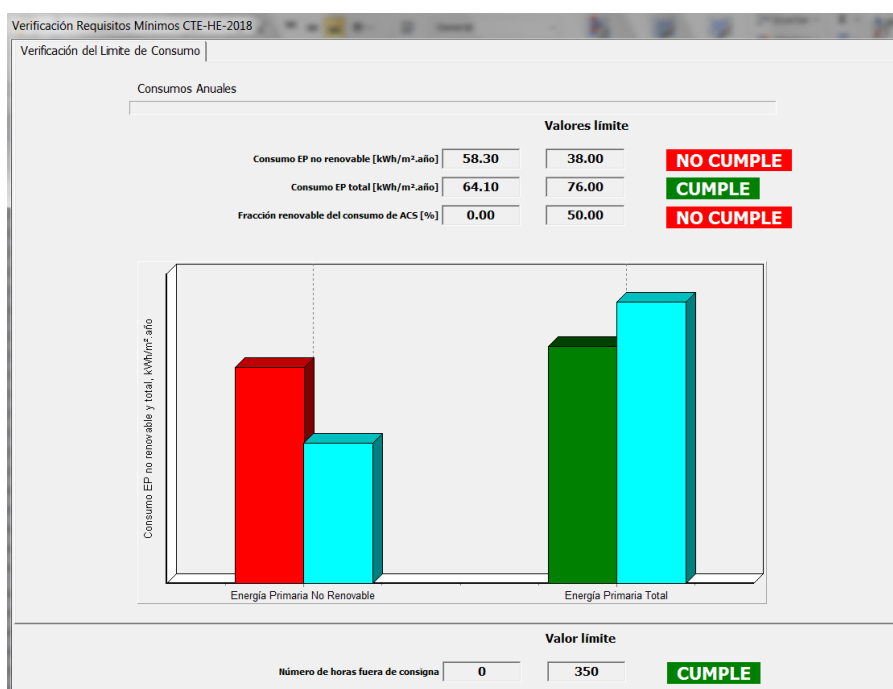 Verificación Requisitos Mínimos CTE-HE-2018
General
Verificación del Limite de Consumo
Consumos Anuales
Valores límite
Consumo EP no renovable [kWh/m².año] 58.30 38.00 NO CUMPLE
Consumo EP total [kWh/m².año] 64.10 76.00 CUMPLE
Fracción renovable del consumo de ACS [%] 0.00 50.00 NO CUMPLE
Consumo EP no renovable y total, kWh/m².año
Energía Primaria No Renovable Energía Primaria Total
Valor límite
Número de horas fuera de consigna 0 350 CUMPLE